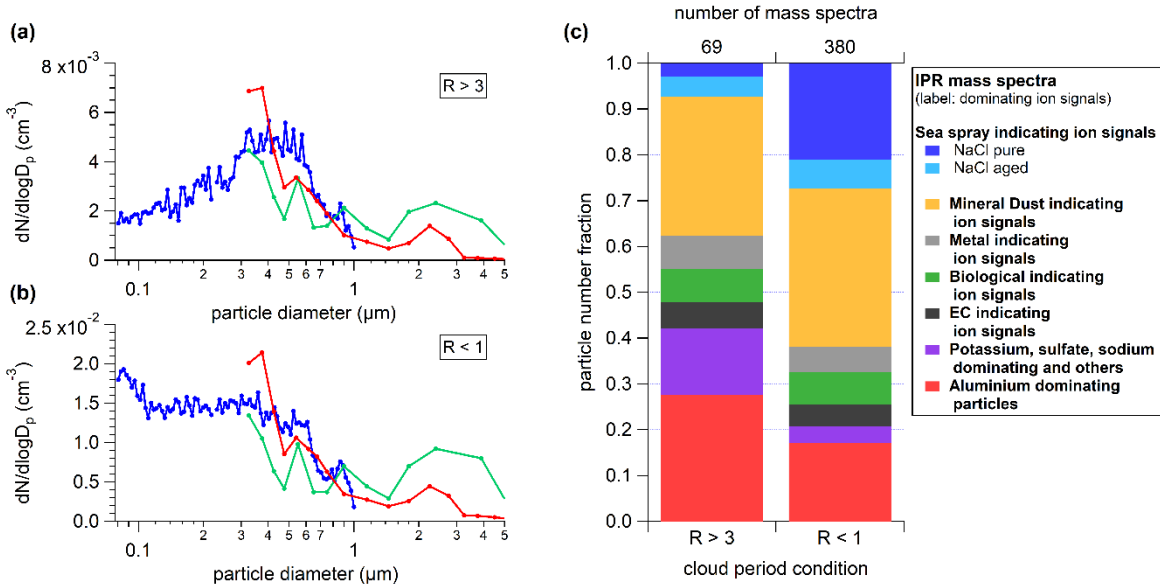 (a)
8 x10⁻³
6
4
2
0
dN/dlogDₚ (cm⁻³)
R > 3
0.1
2
3
4
5
6
7
1
2
3
4
5
particle diameter (µm)
(b)
2.5 x10⁻²
2.0
1.5
1.0
0.5
0.0
dN/dlogDₚ (cm⁻³)
R < 1
0.1
2
3
4
5
6
7
1
2
3
4
5
particle diameter (µm)
(c)
number of mass spectra
69
380
1.0
0.9
0.8
0.7
0.6
0.5
0.4
0.3
0.2
0.1
0.0
particle number fraction
R > 3
R < 1
cloud period condition
IPR mass spectra
(label: dominating ion signals)
Sea spray indicating ion signals
NaCl pure
NaCl aged
Mineral Dust indicating
ion signals
Metal indicating
ion signals
Biological indicating
ion signals
EC indicating
ion signals
Potassium, sulfate, sodium
dominating and others
Aluminium dominating
particles